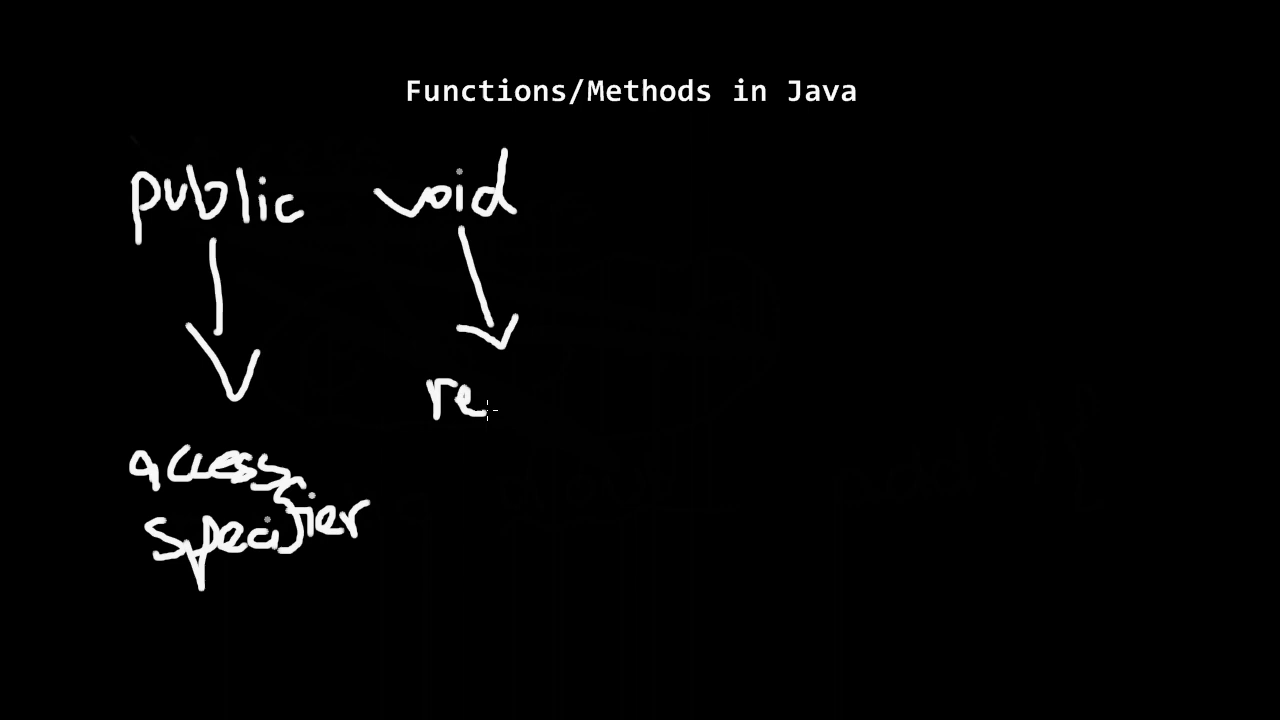 Functions/Methods in Java
public void
re
access
specifier